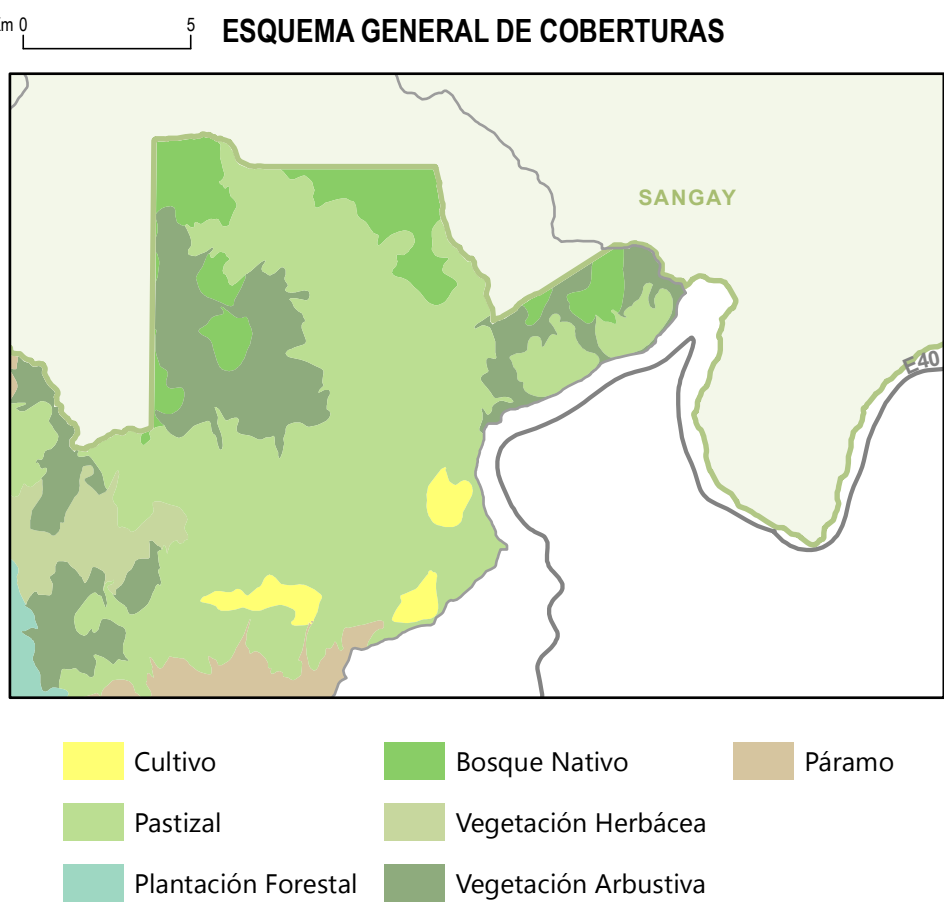 0 5 ESQUEMA GENERAL DE COBERTURAS
SANGAY
E40
Cultivo
Bosque Nativo
Páramo
Pastizal
Vegetación Herbácea
Plantación Forestal
Vegetación Arbustiva